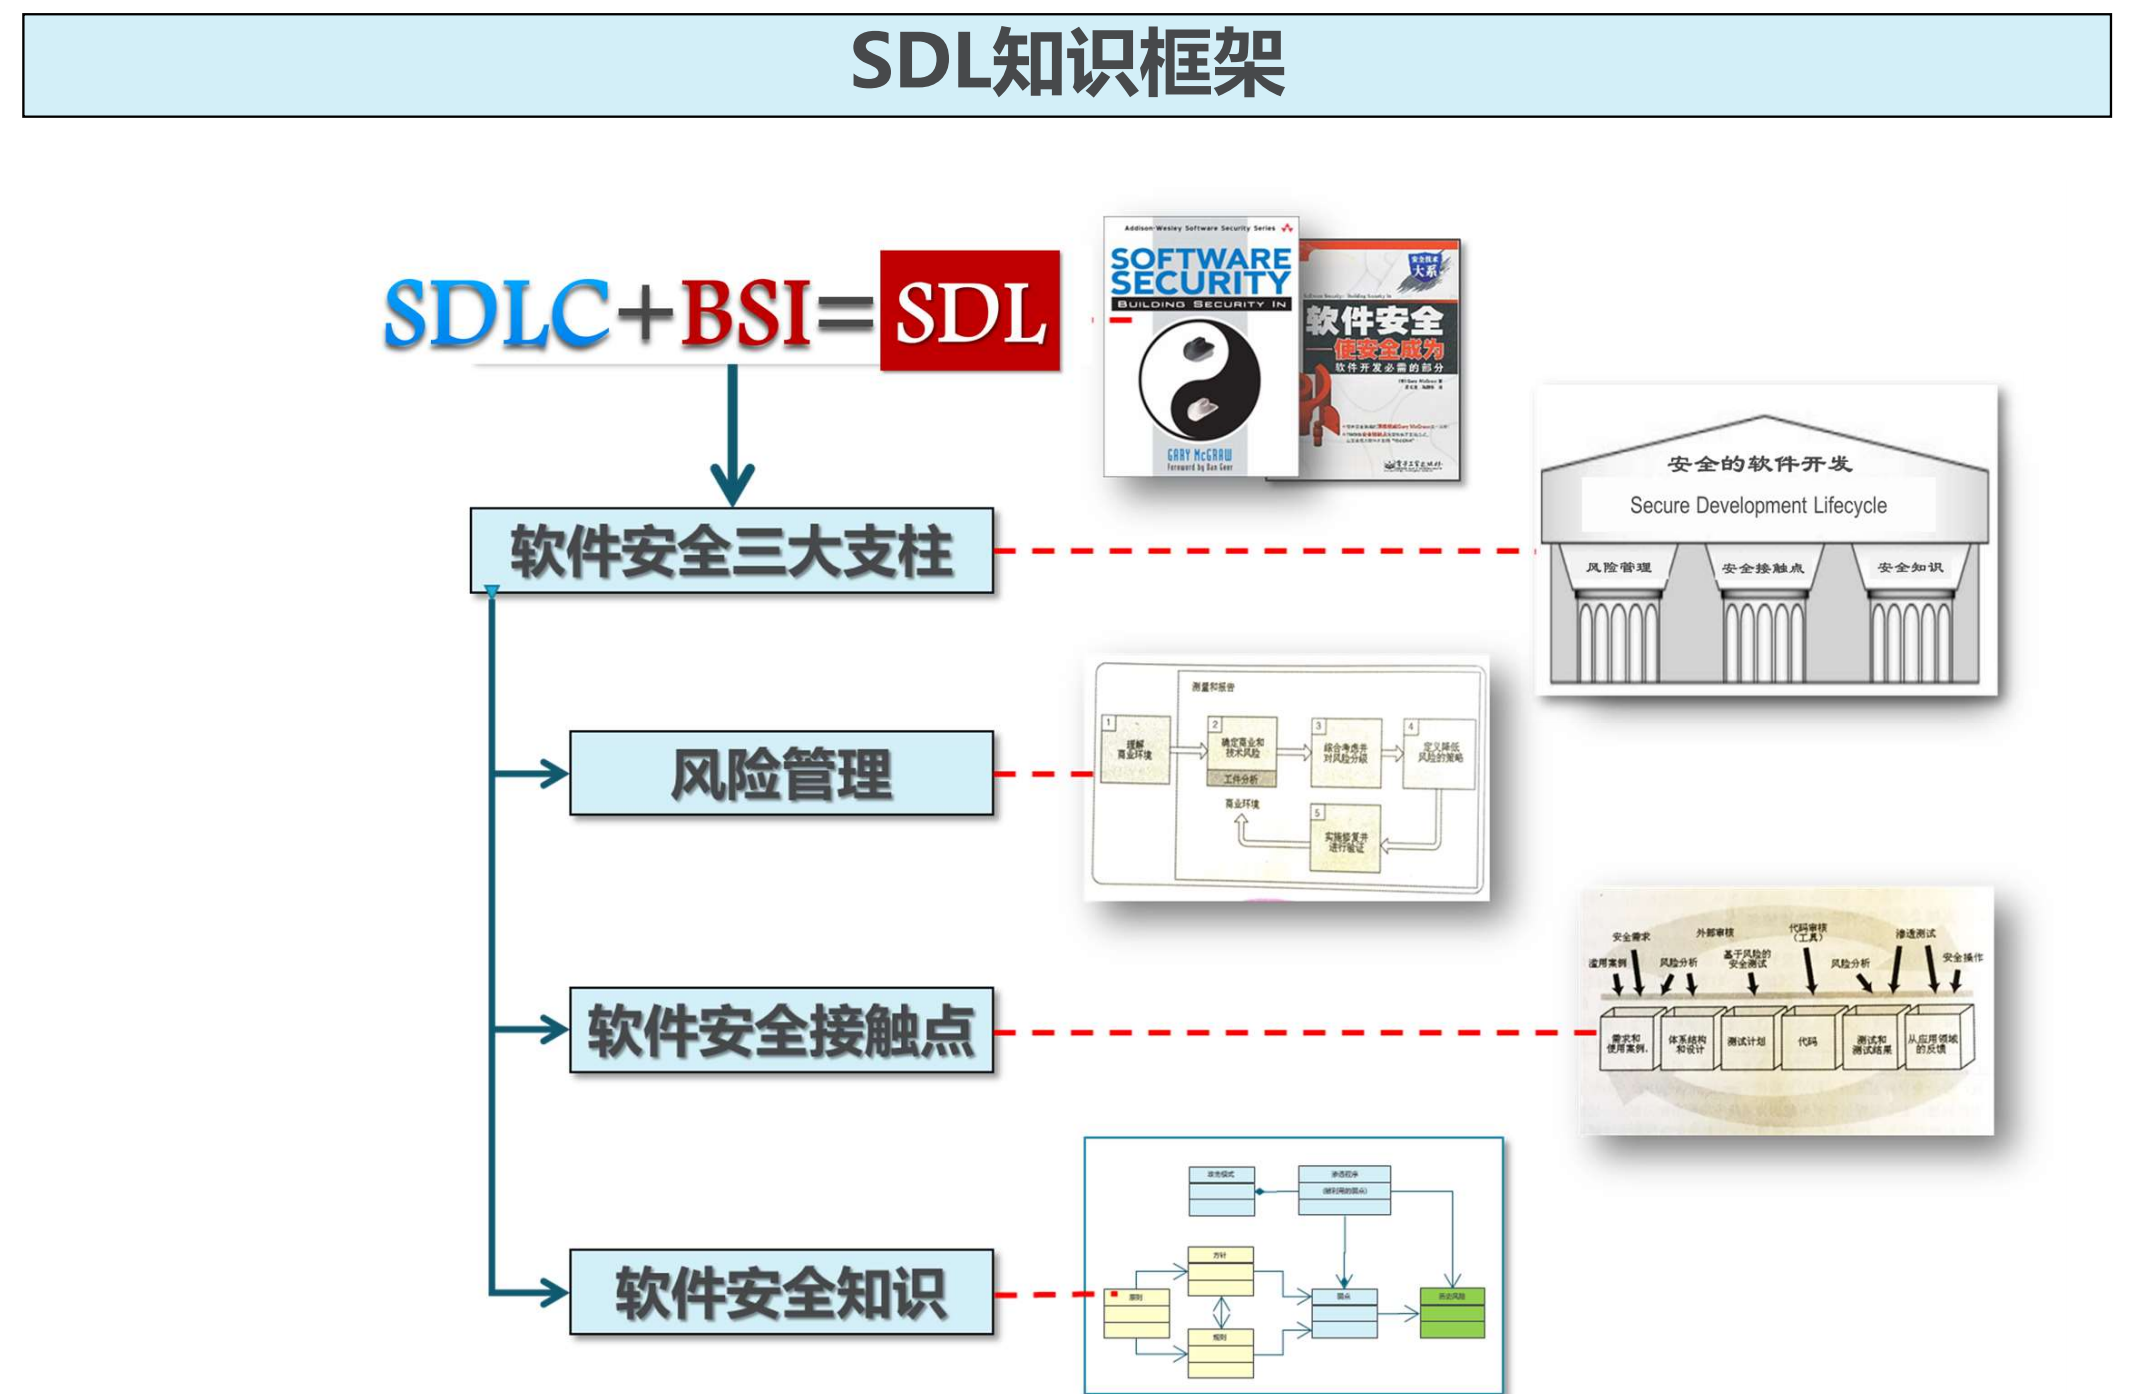 SDL知识框架
SDLC+BSI=SDL
Addison-Wesley Software Security Series
SOFTWARE
SECURITY
BUILDING SECURITY IN
GARY McGRAW
Foreword by Dan Geer
安全技术
大系
Software Security: Building Security In
软件安全
——使安全成为
软件开发必需的部分
电子工业出版社
软件安全三大支柱
安全的软件开发
Secure Development Lifecycle
风险管理
安全接触点
安全知识
风险管理
测量和报告
1
理解
商业环境
2
确定商业和
技术风险
工件分析
3
综合考虑并
对风险分级
4
定义降低
风险的策略
商业环境
5
实施修复并
进行验证
软件安全接触点
安全需求
外部审核
代码审核
(工具)
渗透测试
滥用案例
风险分析
基于风险的
安全测试
风险分析
安全操作
需求和
使用案例
体系结构
和设计
测试计划
代码
测试和
测试结果
从应用领域
的反馈
软件安全知识
攻击模式
渗透程序
(被利用的弱点)
方针
原则
规则
弱点
历史风险